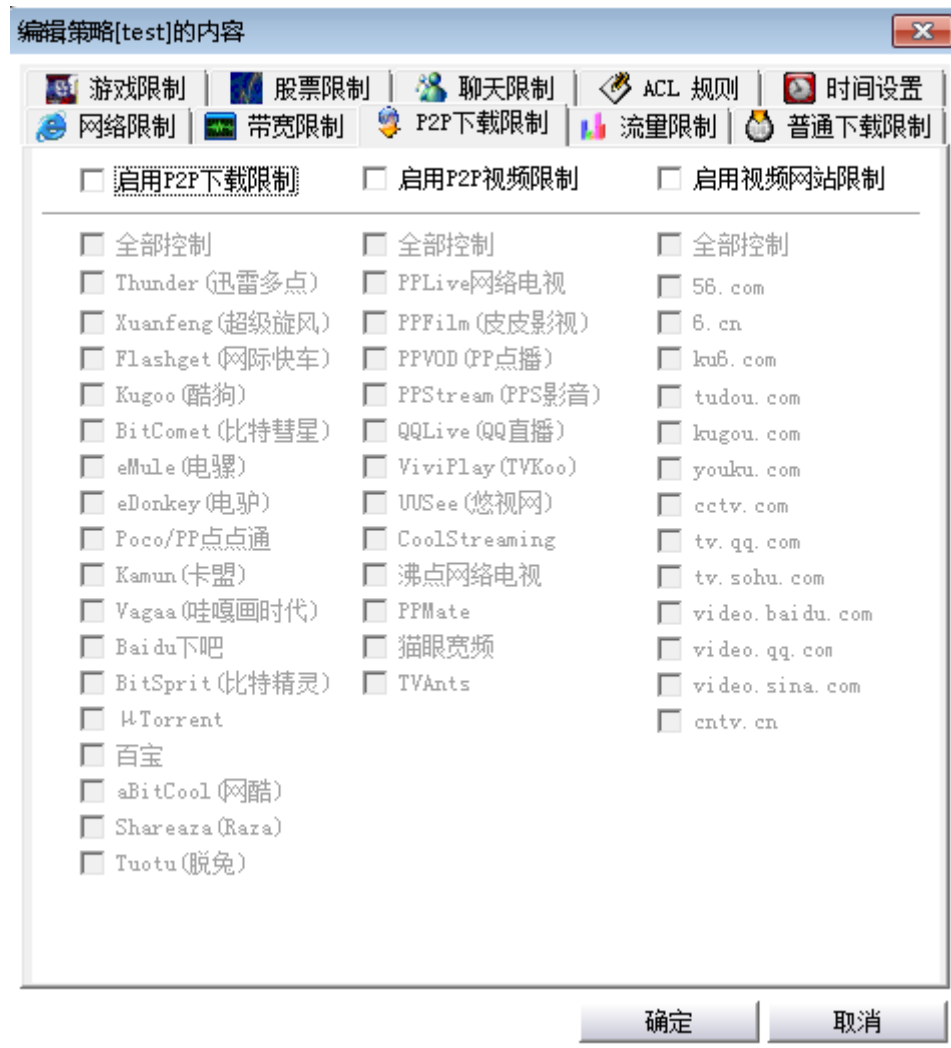 编辑策略[test]的内容
游戏限制 股票限制 聊天限制 ACL 规则 时间设置
网络限制 带宽限制 P2P下载限制 流量限制 普通下载限制
启用P2P下载限制 启用P2P视频限制 启用视频网站限制
全部控制 全部控制 全部控制
Thunder(迅雷多点) PPLive网络电视 56.com
Xuanfeng(超级旋风) PPFilm(皮皮影视) 6.cn
Flashget(网际快车) PPVOD(PP点播) ku6.com
Kugoo(酷狗) PPStream(PPS影音) tudou.com
BitComet(比特彗星) QQLive(QQ直播) kugou.com
eMule(电骡) ViviPlay(TVKoo) youku.com
eDonkey(电驴) UUSee(悠视网) cctv.com
Poco/PP点点通 CoolStreaming tv.qq.com
Kamun(卡盟) 沸点网络电视 tv.sohu.com
Vagaa(哇嘎画时代) PPMate video.baidu.com
Baidu下吧 猫眼宽频 video.qq.com
BitSprit(比特精灵) TVAnts video.sina.com
μTorrent cntv.cn
百宝
aBitCool(网酷)
Shareaza(Raza)
Tuotu(脱兔)
确定 取消